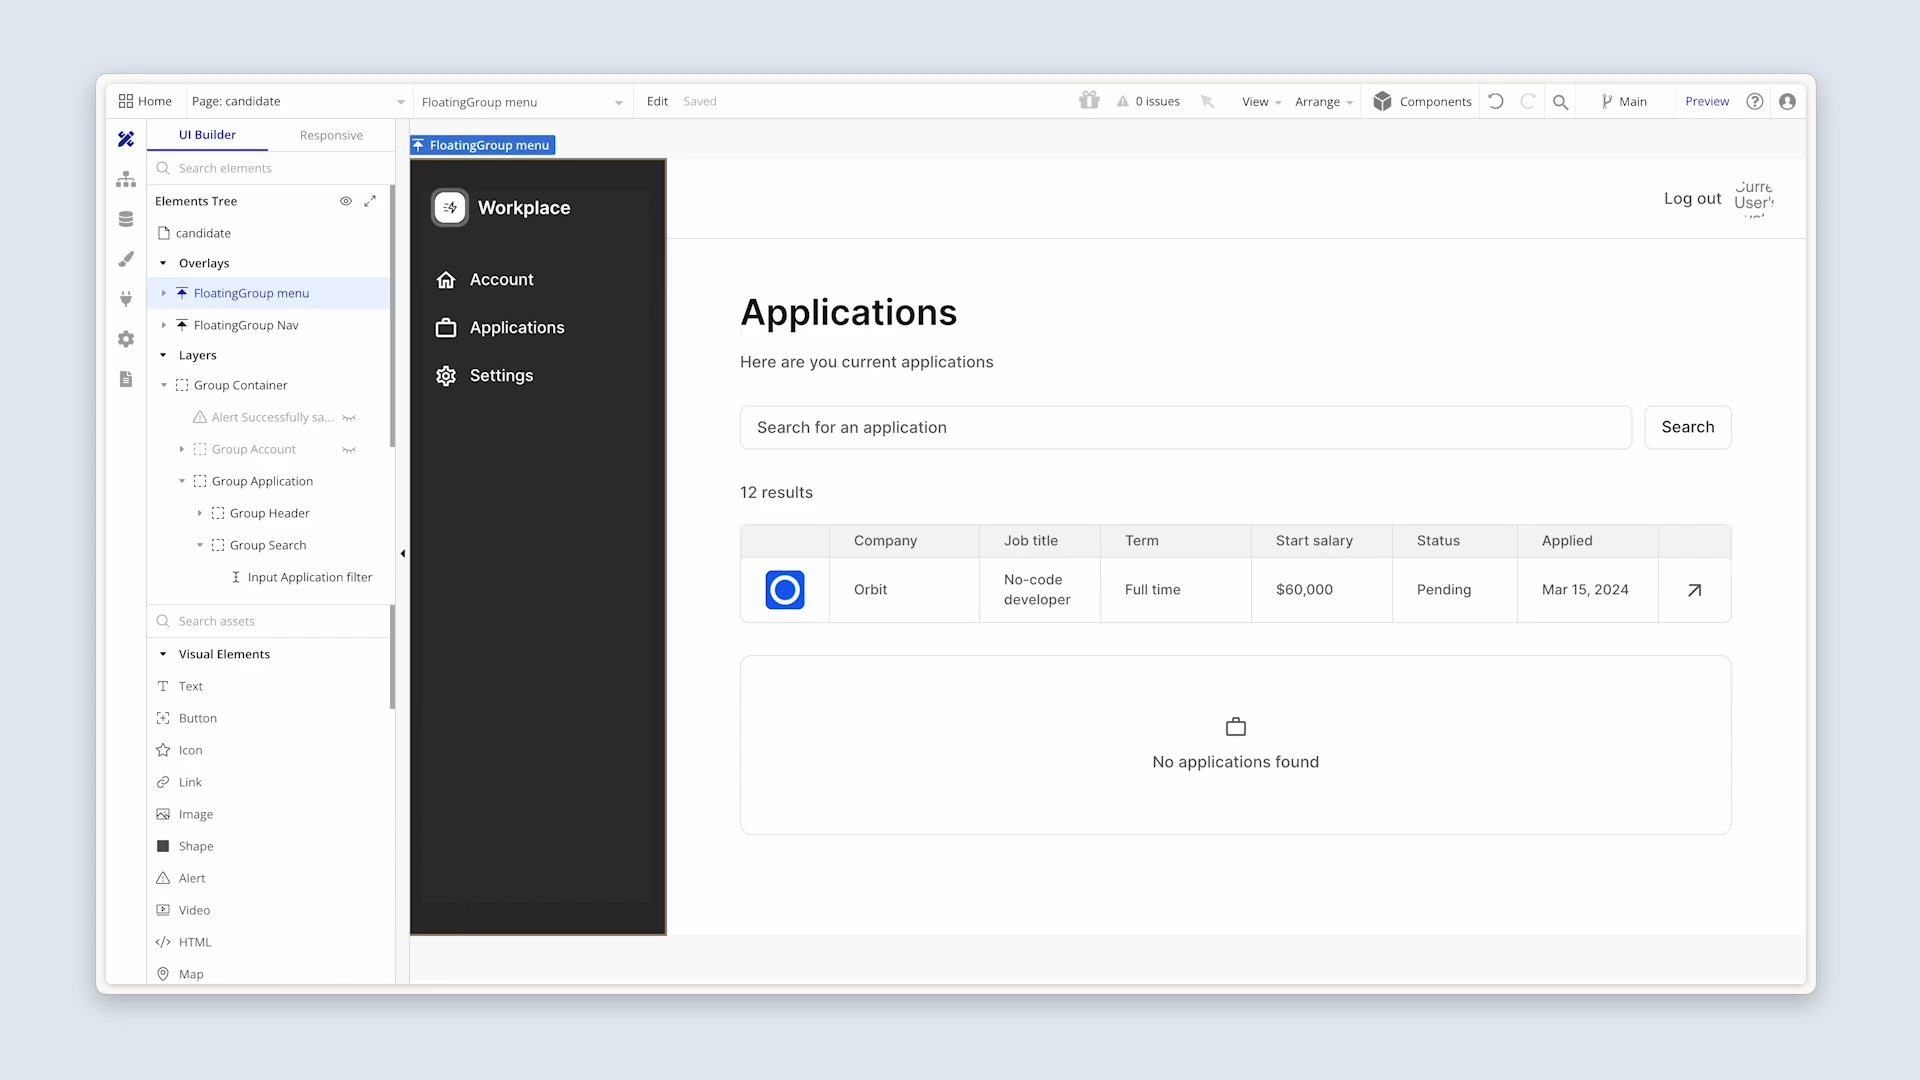 Home
Page: candidate
FloatingGroup menu
Edit
Saved
0 issues
View
Arrange
Components
Main
Preview
UI Builder
Responsive
Search elements
Elements Tree
candidate
Overlays
FloatingGroup menu
FloatingGroup Nav
Layers
Group Container
Alert Successfully sa...
Group Account
Group Application
Group Header
Group Search
Input Application filter
Search assets
Visual Elements
Text
Button
Icon
Link
Image
Shape
Alert
Video
HTML
Map
FloatingGroup menu
Workplace
Account
Applications
Settings
Log out
Curre
User's
Applications
Here are you current applications
Search for an application
Search
12 results
Company Job title Term Start salary Status Applied
Orbit No-code developer Full time $60,000 Pending Mar 15, 2024
No applications found